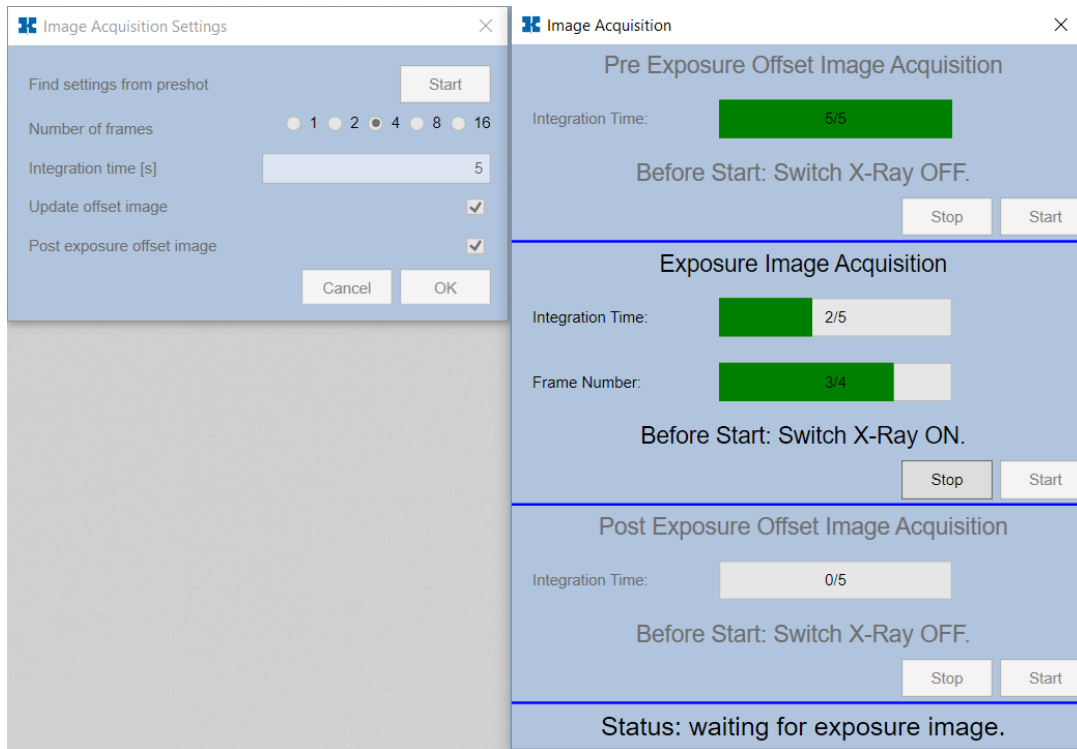 Image Acquisition Settings
Find settings from preshot Start
Number of frames 1 2 4 8 16
Integration time [s] 5
Update offset image
Post exposure offset image
Cancel OK
Image Acquisition
Pre Exposure Offset Image Acquisition
Integration Time: 5/5
Before Start: Switch X-Ray OFF.
Stop Start
Exposure Image Acquisition
Integration Time: 2/5
Frame Number: 3/4
Before Start: Switch X-Ray ON.
Stop Start
Post Exposure Offset Image Acquisition
Integration Time: 0/5
Before Start: Switch X-Ray OFF.
Stop Start
Status: waiting for exposure image.